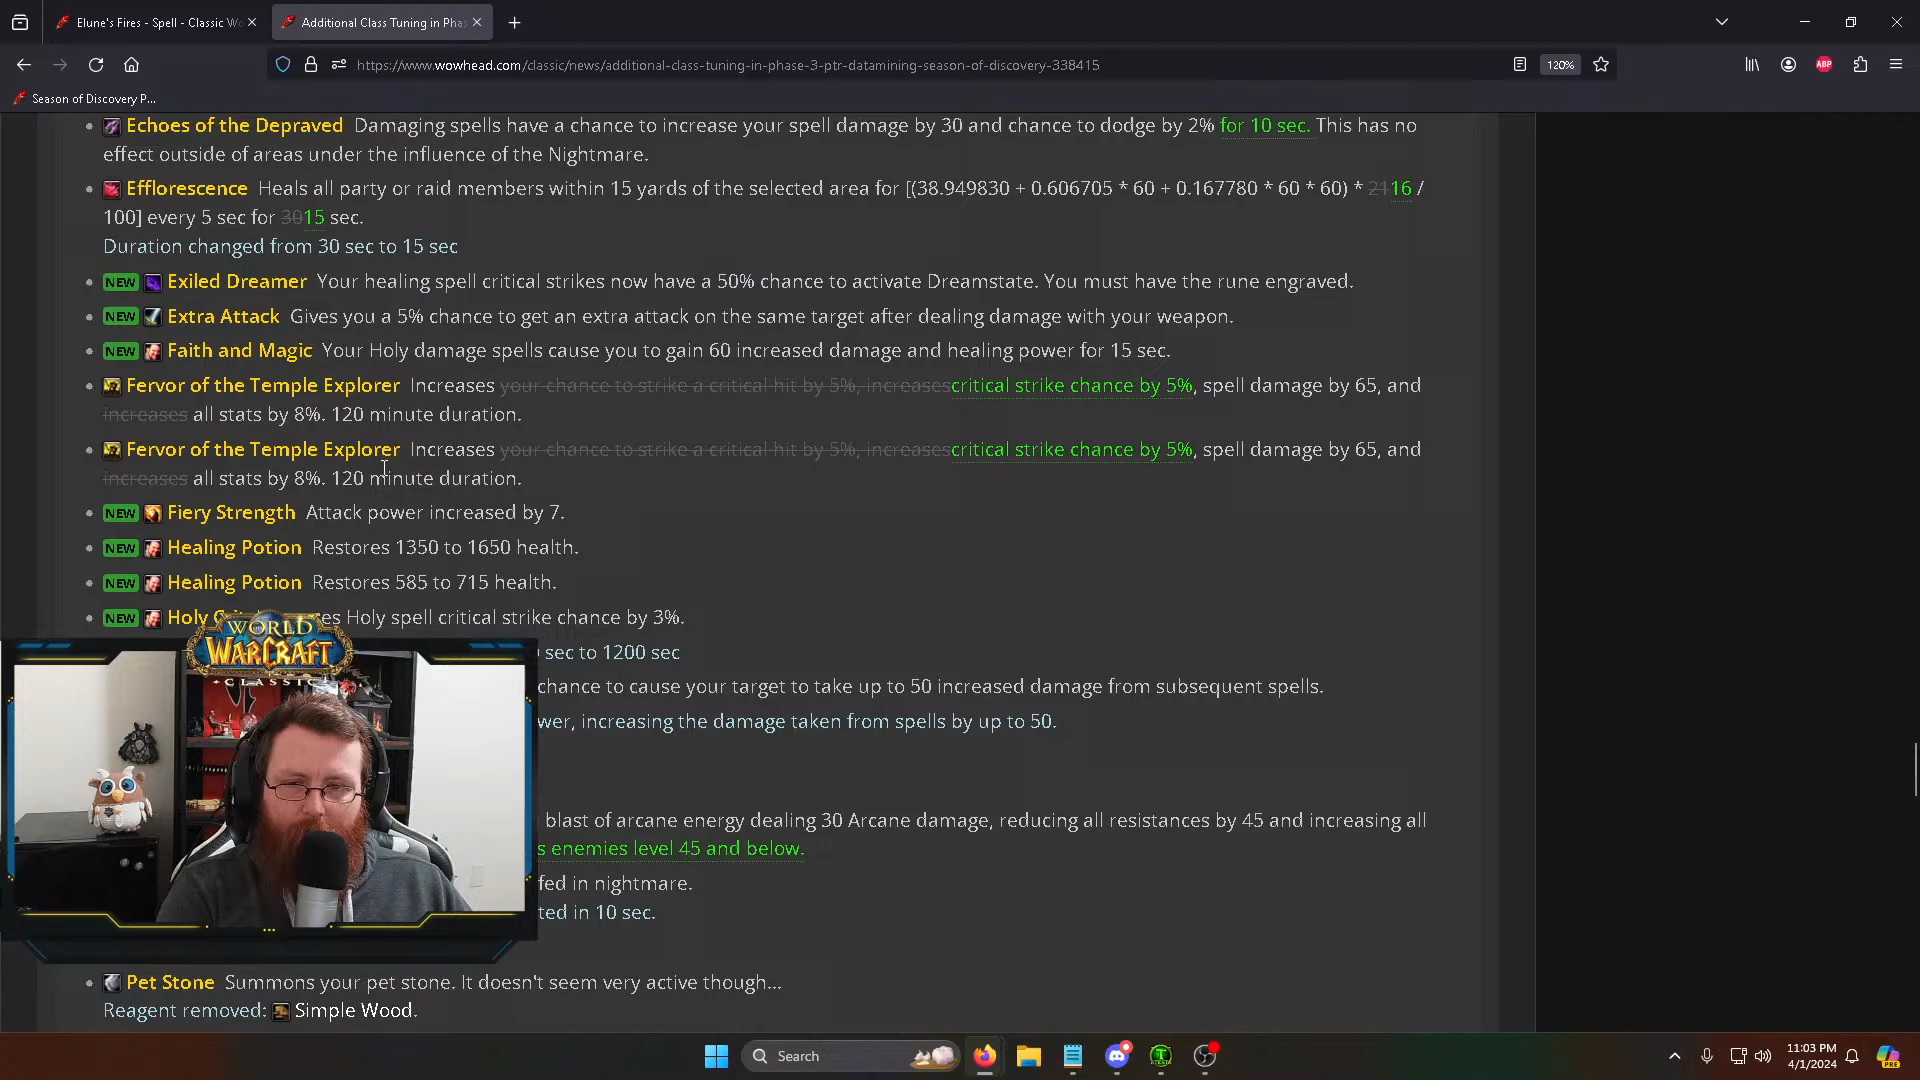 Elune's Fires - Spell - Classic Wo
Additional Class Tuning in Pha
https://www.wowhead.com/classic/news/additional-class-tuning-in-phase-3-ptr-datamining-season-of-discovery-338415
120%
ABP
Season of Discovery P...
Echoes of the Depraved Damaging spells have a chance to increase your spell damage by 30 and chance to dodge by 2% for 10 sec. This has no
effect outside of areas under the influence of the Nightmare.
Efflorescence Heals all party or raid members within 15 yards of the selected area for [(38.949830 + 0.606705 * 60 + 0.167780 * 60 * 60) * 2116 /
100] every 5 sec for 3015 sec.
Duration changed from 30 sec to 15 sec
NEW Exiled Dreamer Your healing spell critical strikes now have a 50% chance to activate Dreamstate. You must have the rune engraved.
NEW Extra Attack Gives you a 5% chance to get an extra attack on the same target after dealing damage with your weapon.
NEW Faith and Magic Your Holy damage spells cause you to gain 60 increased damage and healing power for 15 sec.
Fervor of the Temple Explorer Increases your chance to strike a critical hit by 5%, increasescritical strike chance by 5%, spell damage by 65, and
increases all stats by 8%. 120 minute duration.
Fervor of the Temple Explorer Increases your chance to strike a critical hit by 5%, increasescritical strike chance by 5%, spell damage by 65, and
increases all stats by 8%. 120 minute duration.
NEW Fiery Strength Attack power increased by 7.
NEW Healing Potion Restores 1350 to 1650 health.
NEW Healing Potion Restores 585 to 715 health.
NEW Holy es Holy spell critical strike chance by 3%.
sec to 1200 sec
chance to cause your target to take up to 50 increased damage from subsequent spells.
wer, increasing the damage taken from spells by up to 50.
WORLD
WARCRAFT
CLASSIC
blast of arcane energy dealing 30 Arcane damage, reducing all resistances by 45 and increasing all
s enemies level 45 and below.
fed in nightmare.
ted in 10 sec.
Pet Stone Summons your pet stone. It doesn't seem very active though...
Reagent removed: Simple Wood.
Search
11:03 PM
4/1/2024
PRE